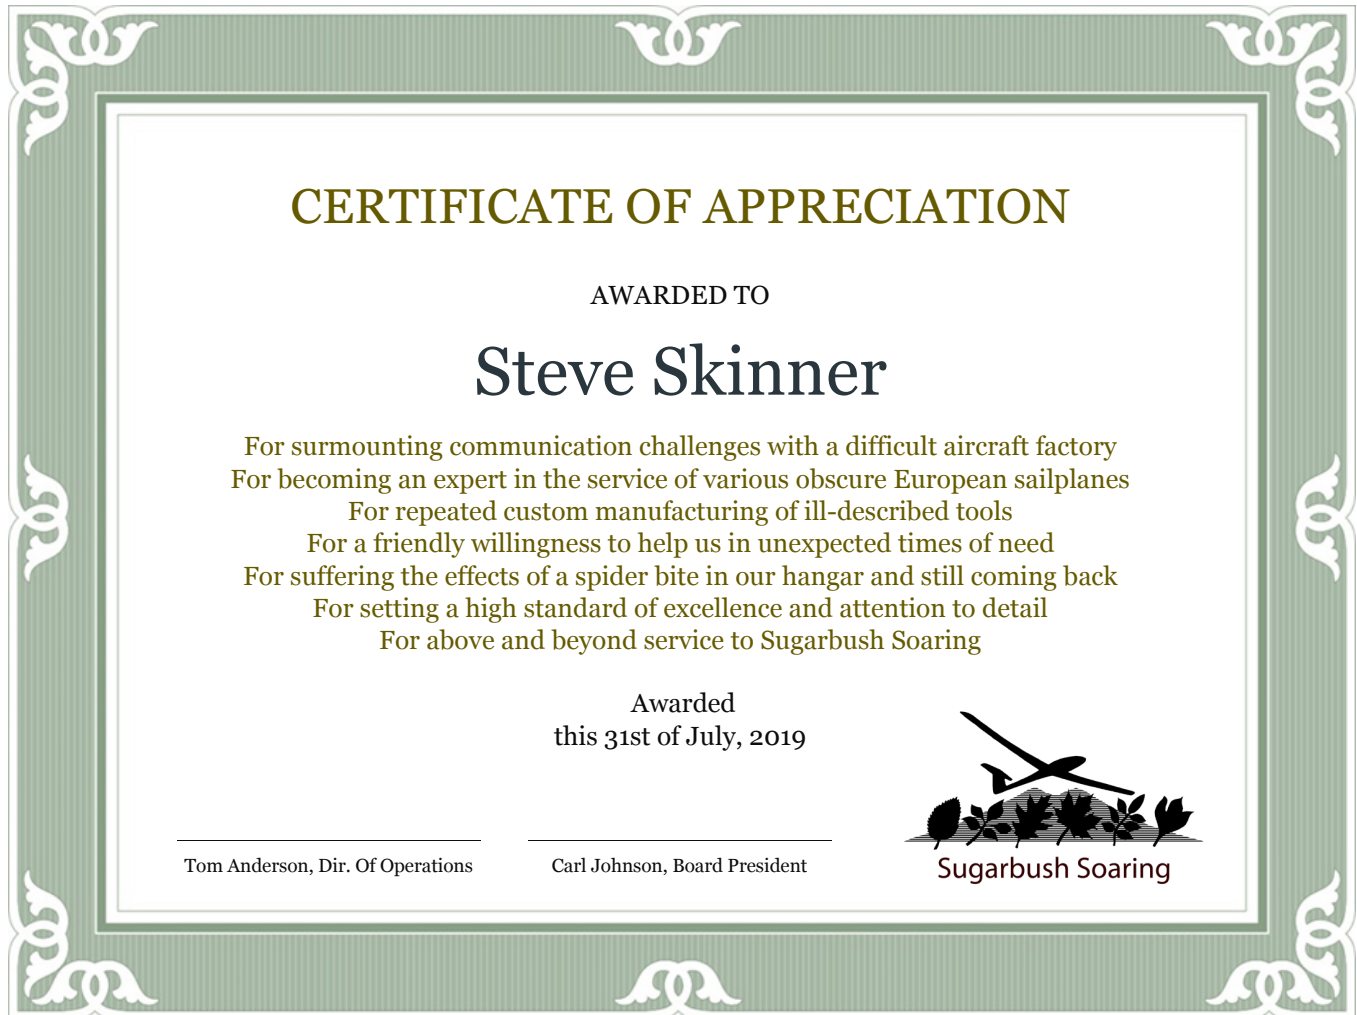 CERTIFICATE OF APPRECIATION
AWARDED TO
Steve Skinner
For surmounting communication challenges with a difficult aircraft factory
For becoming an expert in the service of various obscure European sailplanes
For repeated custom manufacturing of ill-described tools
For a friendly willingness to help us in unexpected times of need
For suffering the effects of a spider bite in our hangar and still coming back
For setting a high standard of excellence and attention to detail
For above and beyond service to Sugarbush Soaring
Awarded
this 31st of July, 2019
Tom Anderson, Dir. Of Operations
Carl Johnson, Board President
Sugarbush Soaring